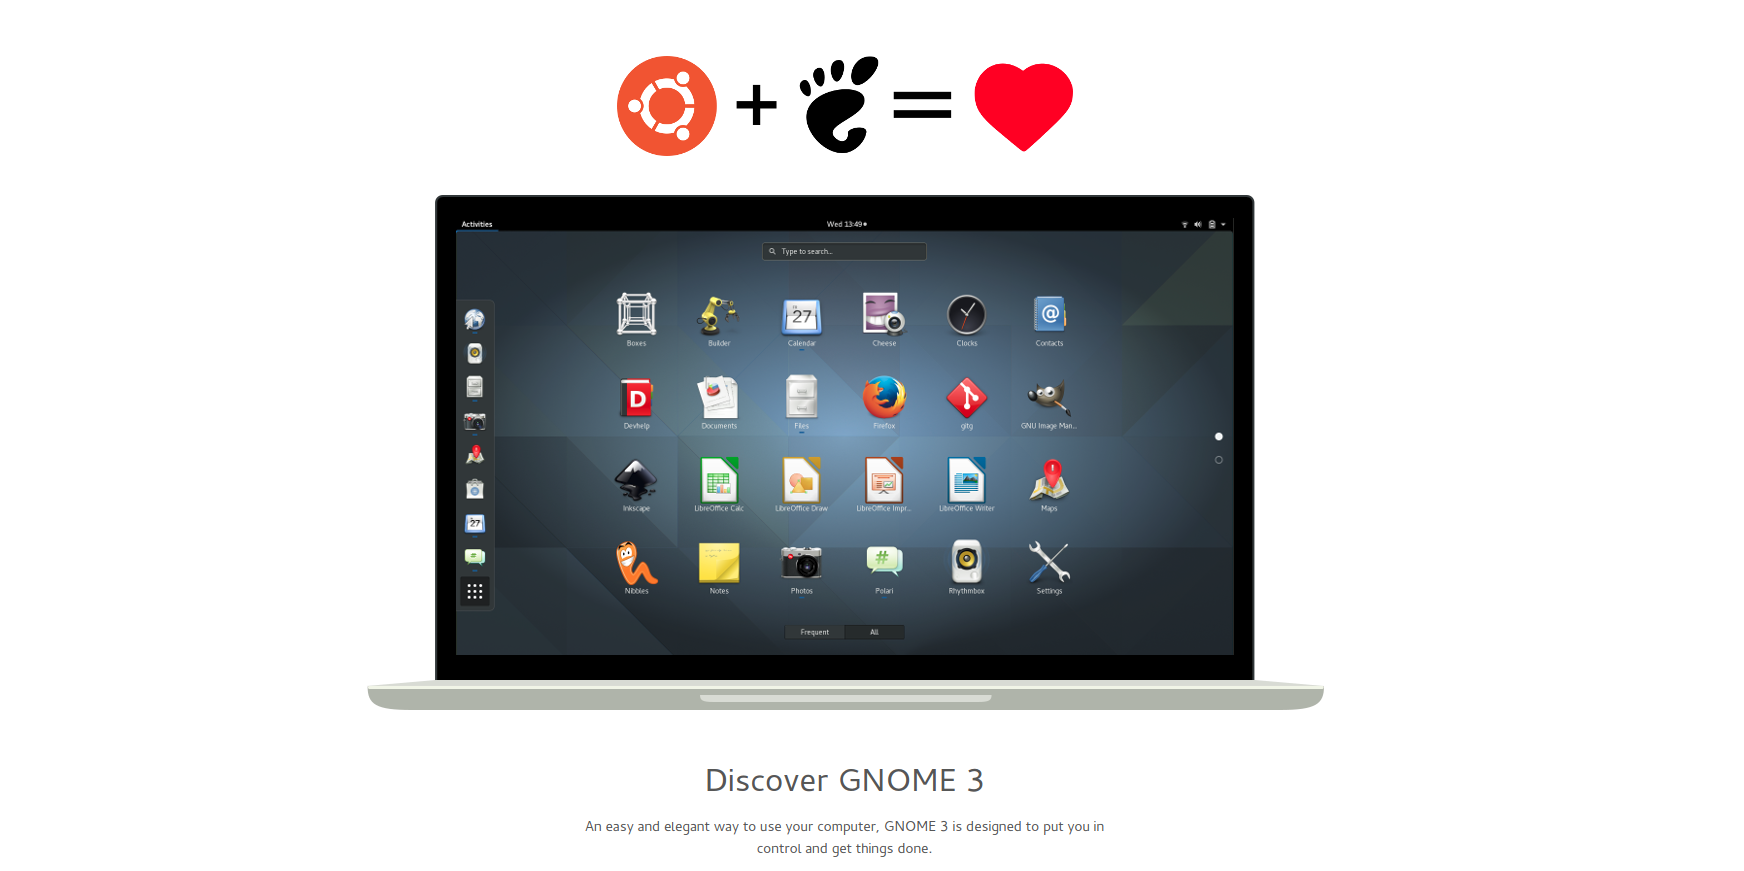 Activities
Wed 13:49
Type to search...
Boxes
Builder
27
Calendar
Cheese
Clocks
@
Contacts
D
Devhelp
Documents
Files
Firefox
gitg
GNU Image Man...
Inkscape
LibreOffice Calc
LibreOffice Draw
LibreOffice Impr...
LibreOffice Writer
Maps
27
Nibbles
Notes
Photos
#
Polari
Rhythmbox
Settings
#
Frequent
All
Discover GNOME 3
An easy and elegant way to use your computer, GNOME 3 is designed to put you in
control and get things done.